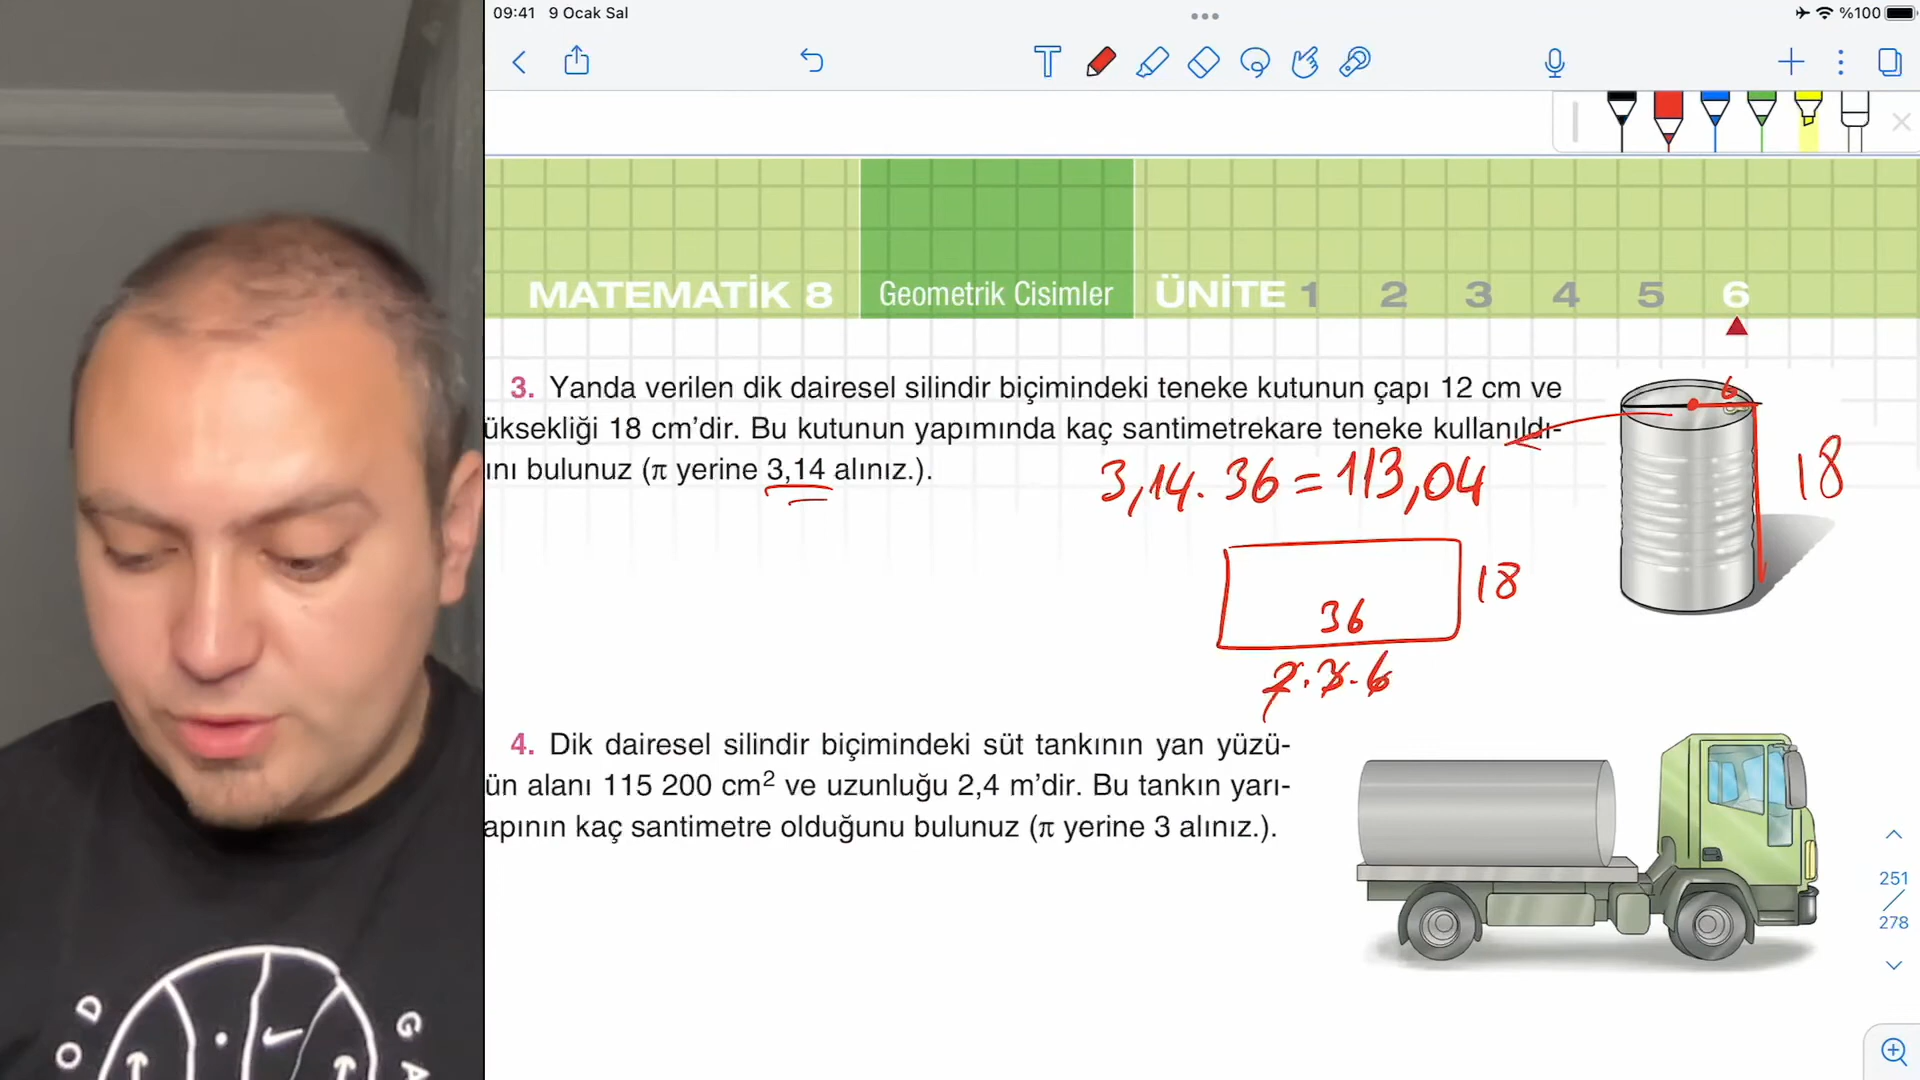 09:41 9 Ocak Sal
%100
MATEMATİK 8 Geometrik Cisimler ÜNİTE 1 2 3 4 5 6
3. Yanda verilen dik dairesel silindir biçimindeki teneke kutunun çapı 12 cm ve
üksekliği 18 cm’dir. Bu kutunun yapımında kaç santimetrekare teneke kullanıldı-
ını bulunuz (π yerine 3,14 alınız.).
6
18
3,14. 36 = 113,04
18
36
2.3.6
4. Dik dairesel silindir biçimindeki süt tankının yan yüzü-
ün alanı 115 200 cm² ve uzunluğu 2,4 m’dir. Bu tankın yarı-
apının kaç santimetre olduğunu bulunuz (π yerine 3 alınız.).
251
278
D
O
G
A